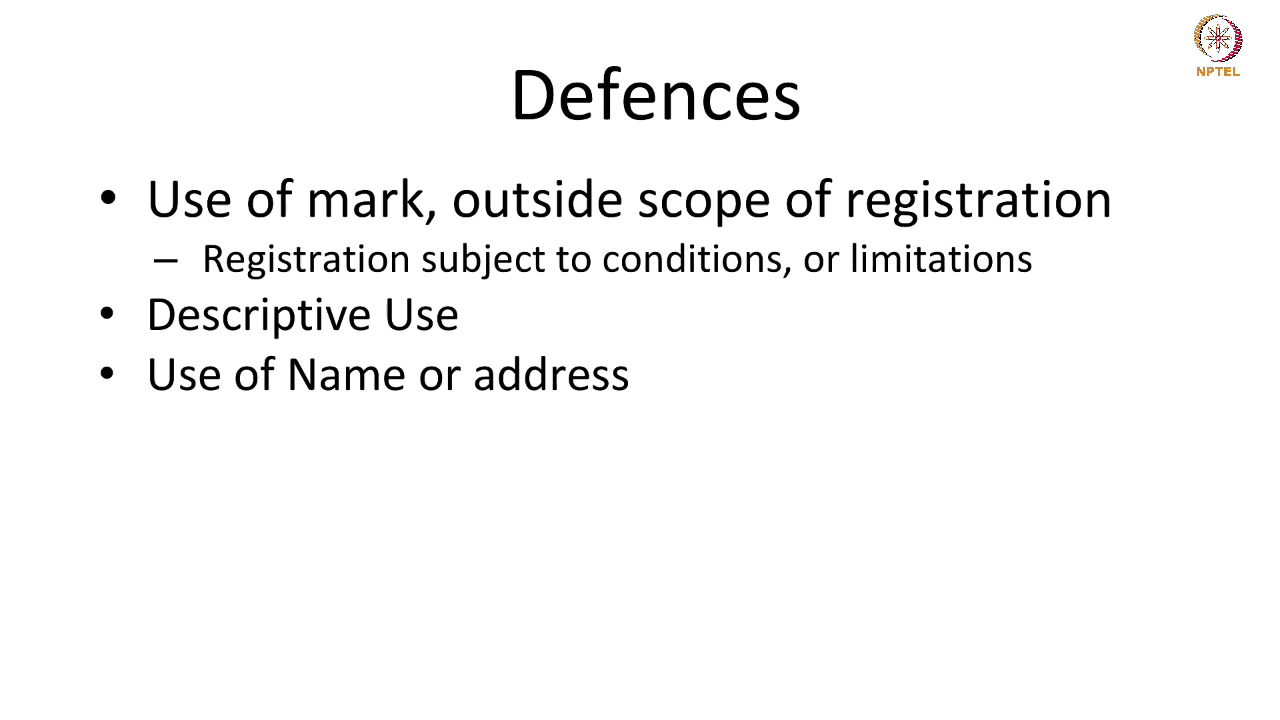 NPTEL
Defences
• Use of mark, outside scope of registration
– Registration subject to conditions, or limitations
• Descriptive Use
• Use of Name or address